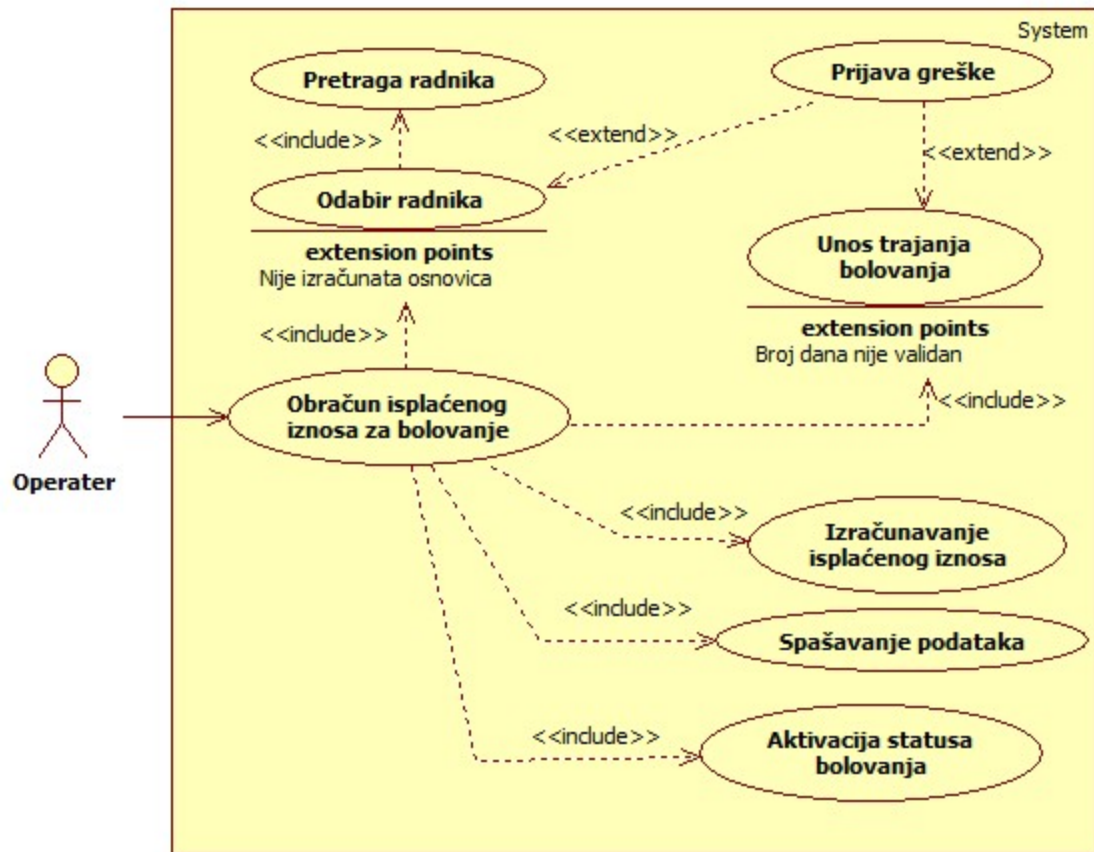 System
Pretraga radnika
Prijava greške
<<include>>
<<extend>>
<<extend>>
Odabir radnika
extension points
Nije izračunata osnovica
Unos trajanja
bolovanja
extension points
Broj dana nije validan
<<include>>
<<include>>
Operater
Obračun isplaćenog
iznosa za bolovanje
<<include>>
Izračunavanje
isplaćenog iznosa
<<include>>
Spašavanje podataka
<<include>>
Aktivacija statusa
bolovanja